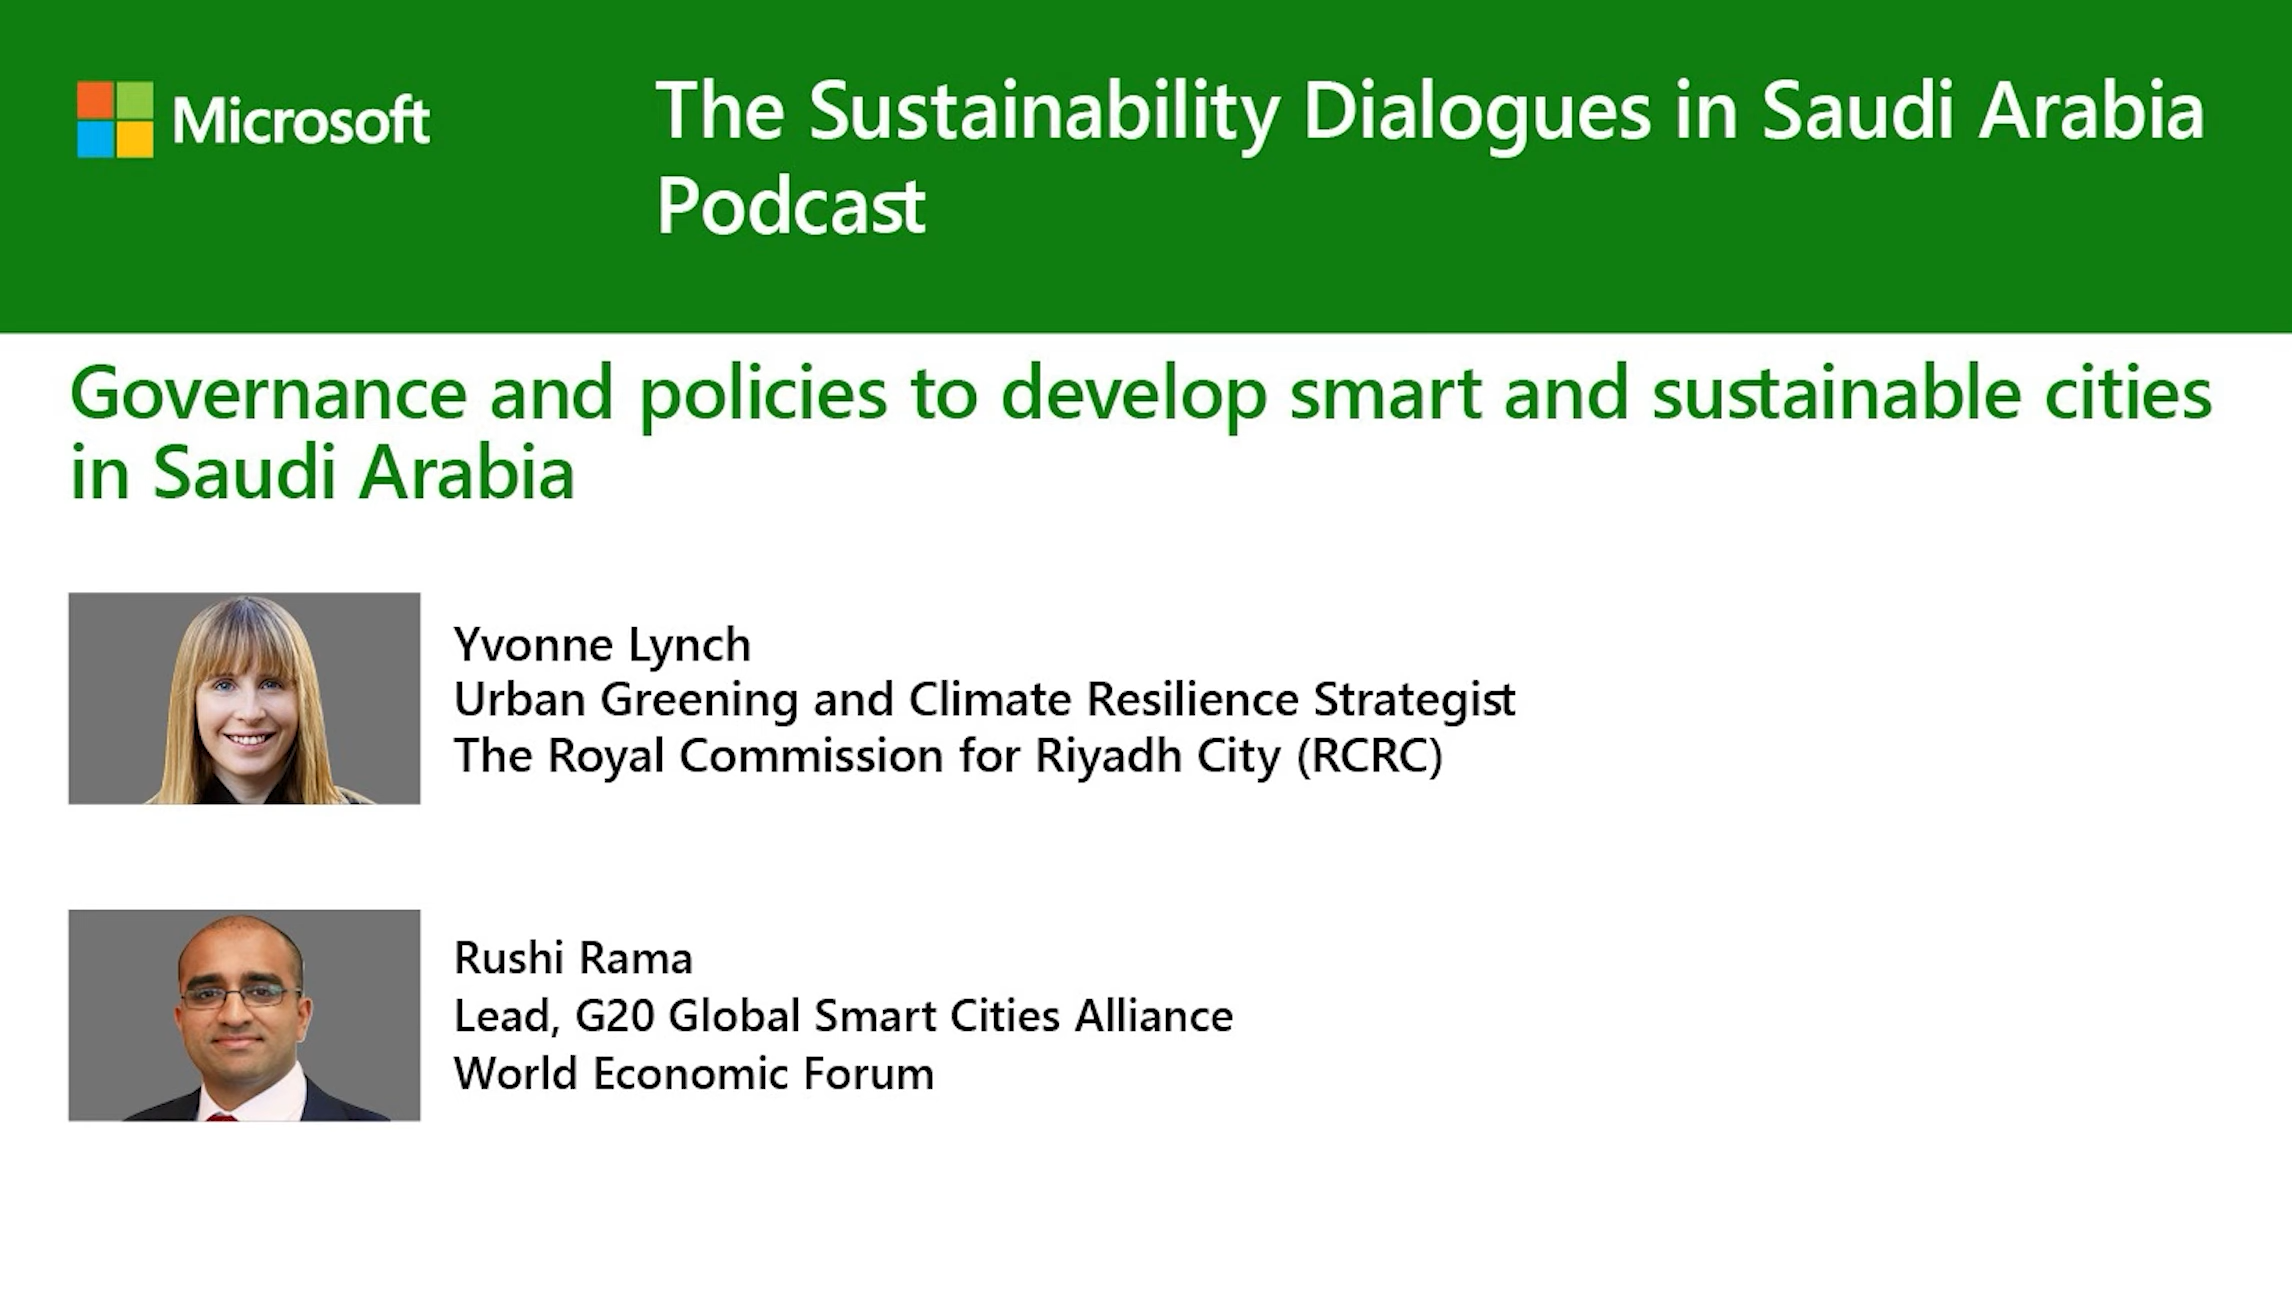 Microsoft
The Sustainability Dialogues in Saudi Arabia
Podcast
Governance and policies to develop smart and sustainable cities
in Saudi Arabia
Yvonne Lynch
Urban Greening and Climate Resilience Strategist
The Royal Commission for Riyadh City (RCRC)
Rushi Rama
Lead, G20 Global Smart Cities Alliance
World Economic Forum